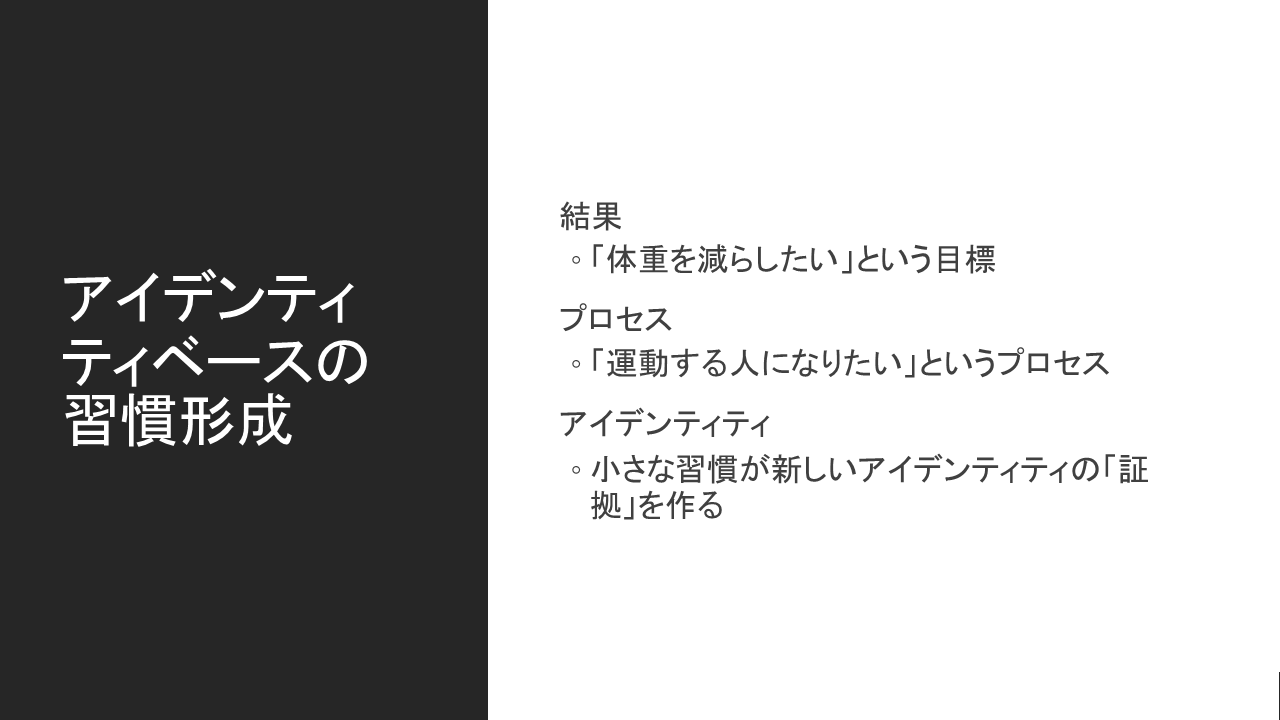 アイデンティ
ティベースの
習慣形成
結果
◦「体重を減らしたい」という目標
プロセス
◦「運動する人になりたい」というプロセス
アイデンティティ
◦ 小さな習慣が新しいアイデンティティの「証
拠」を作る